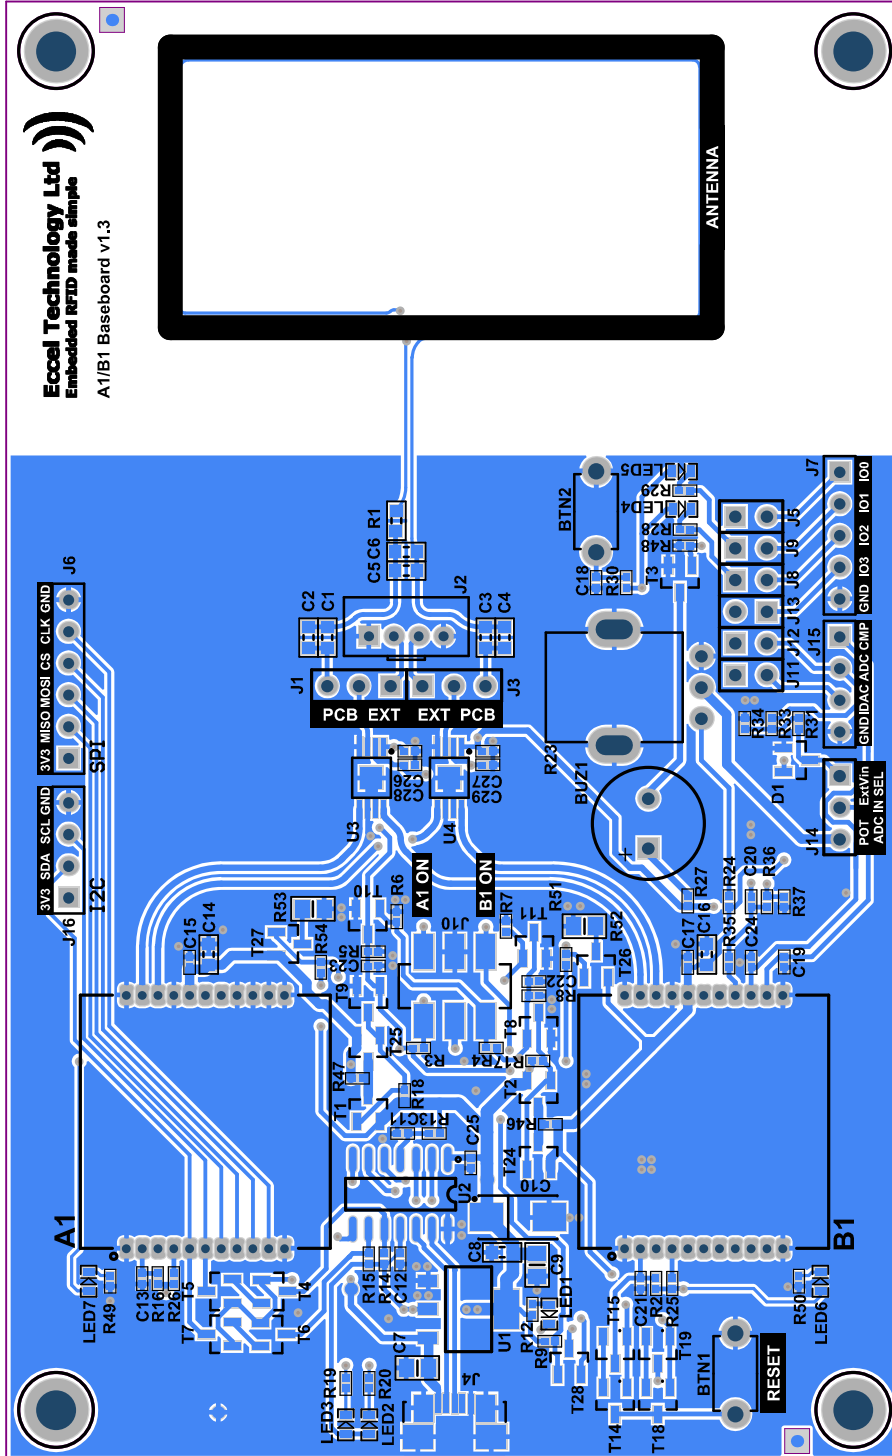 Eccel Technology Ltd
Embedded RFID made simple
A1/B1 Baseboard v1.3
ANTENNA
J6
3V3 MISO MOSI CS CLK GND
SPI
J16
3V3 SDA SCL GND
I2C
R1
C5 C6
C2 C1
J2
C3 C4
J1
PCB EXT
EXT PCB
J3
C26
C28
C27
C29
U3
U4
BTN2
LED5
R29
LED4
R28
R48
C18
R30
T3
J5
J9
J8
J13
J12
J11
J7
IO0
IO1
IO2
IO3
GND
J15
GND IDAC ADC CMP
R23
BUZ1
+
R34
R33
R31
D1
J14
POT ExtVin
ADC IN SEL
A1 ON
B1 ON
T10
R6
J10
R7
T11
R53
R54
T27
C15
C14
C23
T9
T25
R47
T1
R18
R3
R4
R17
T8
T2
C22
R51
R52
T26
R27
R24
C20
R36
R37
C17
C16
R35
C24
C19
R13
C11
C25
R46
T24
C10
U2
A1
B1
LED7
R49
C13
R16
R26
T5
T4
T7
T6
R15
R14
C12
C8
C9
U1
R12
R9
LED1
T28
C7
J4
R19
R20
LED3
LED2
T15
C21
R25
T19
T14
T18
BTN1
RESET
R50
LED6